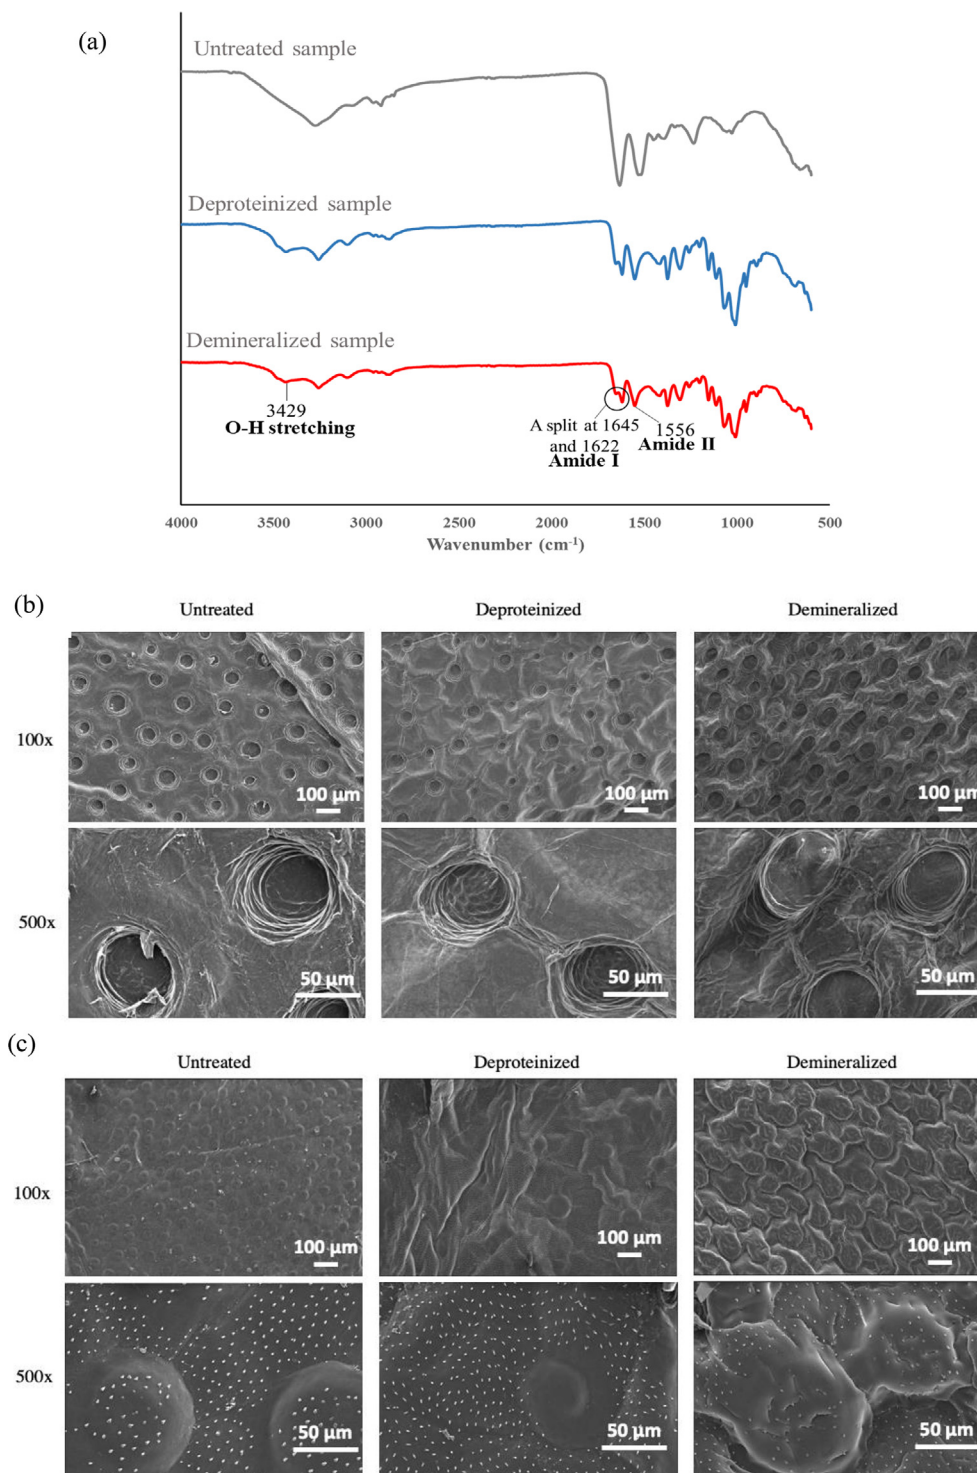 (a)
Untreated sample
Deproteinized sample
Demineralized sample
3429
O-H stretching
A split at 1645
and 1622
Amide I
1556
Amide II
4000 3500 3000 2500 2000 1500 1000 500
Wavenumber (cm⁻¹)
(b)
Untreated Deproteinized Demineralized
100x
100 µm 100 µm 100 µm
500x
50 µm 50 µm 50 µm
(c)
Untreated Deproteinized Demineralized
100x
100 µm 100 µm 100 µm
500x
50 µm 50 µm 50 µm